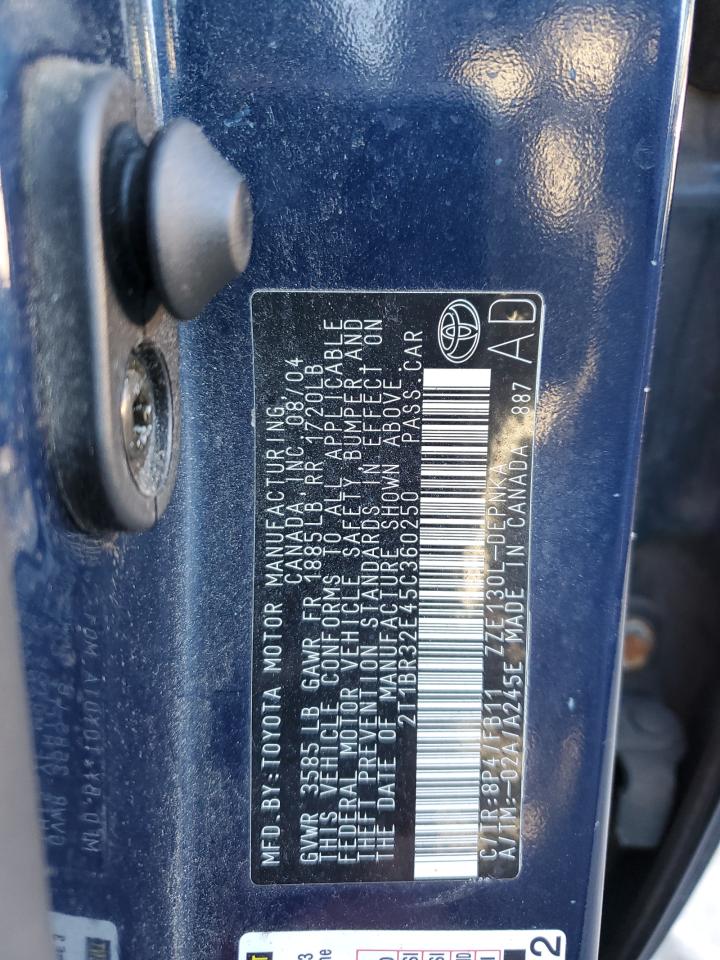 MFD.BY:TOYOTA MOTOR MANUFACTURING,
CANADA,INC.08/04
GVWR 3585LB GAWR FR 1885LB,RR 1720LB
THIS VEHICLE CONFORMS TO ALL APPLICABLE
FEDERAL MOTOR VEHICLE SAFETY, BUMPER, AND
THEFT PREVENTION STANDARDS IN EFFECT ON
THE DATE OF MANUFACTURE SHOWN ABOVE.
2T1BR32E45C360250 PASS.CAR
C/TR:8P4/FB11 ZZE130L-DEPNKA
A/TM:-02A/A245E MADE IN CANADA 887
AD
2